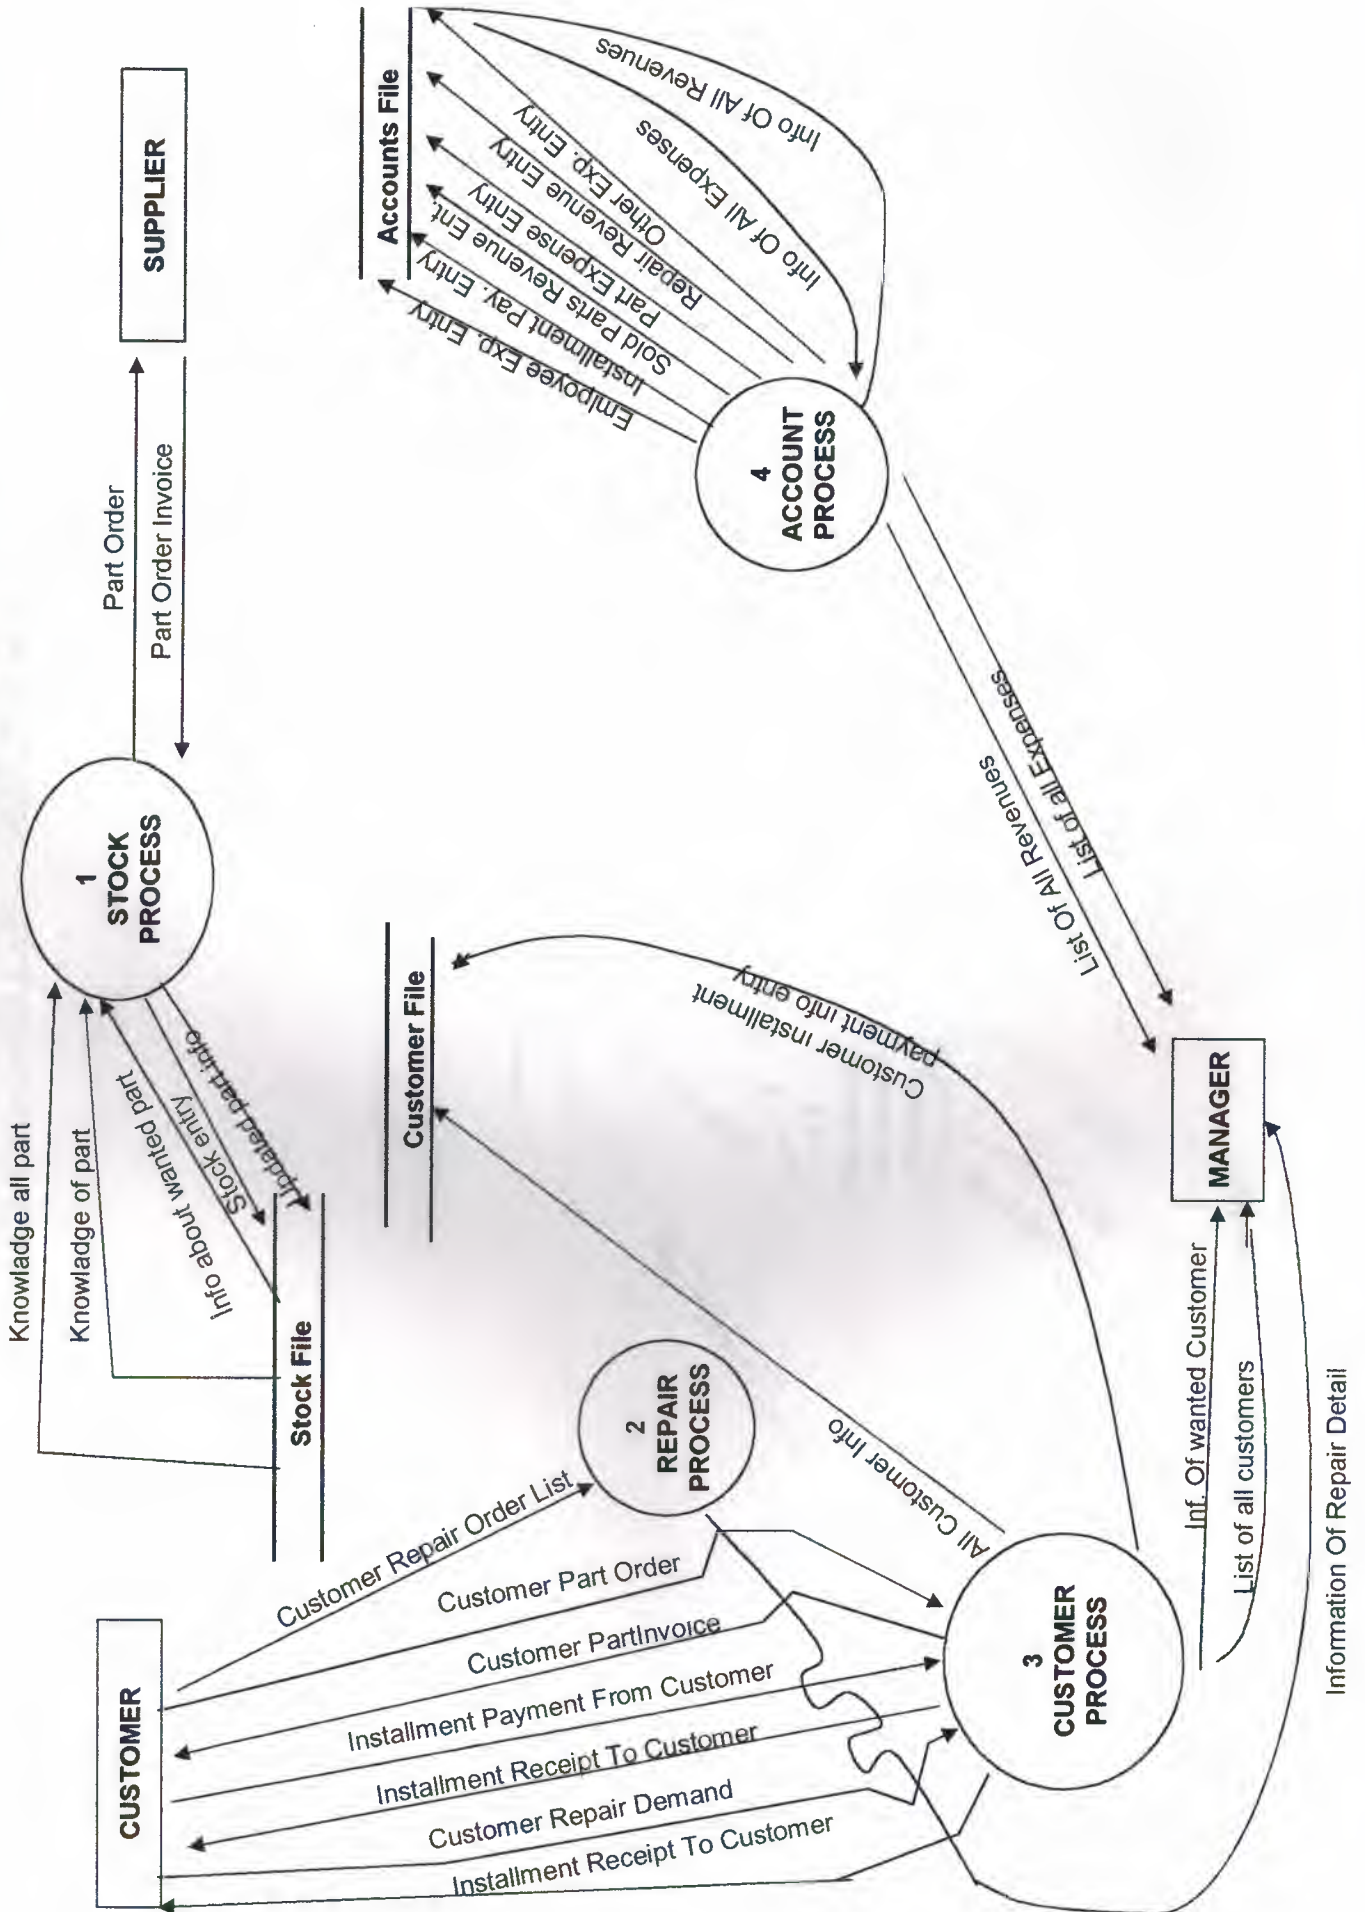 Knowladge all part
Knowladge of part
Info about wanted part
Stock entry
Updated part info
1
STOCK
PROCESS
Part Order
Part Order Invoice
SUPPLIER
Stock File
Customer File
Accounts File
Emlpoyee Exp. Entry
Installment Pay. Entry
Sold Parts Revenue Ent.
Part Expense Entry
Repair Revenue Entry
Other Exp. Entry
Info Of All Expenses
Info Of All Revenues
4
ACCOUNT
PROCESS
List Of All Revenues
List of all Expenses
CUSTOMER
Customer Repair Order List
Customer Part Order
Customer PartInvoice
Installment Payment From Customer
Installment Receipt To Customer
Customer Repair Demand
Installment Receipt To Customer
2
REPAIR
PROCESS
All Customer Info
Customer installment
payment info entry
3
CUSTOMER
PROCESS
MANAGER
Inf. Of wanted Customer
List of all customers
Information Of Repair Detail